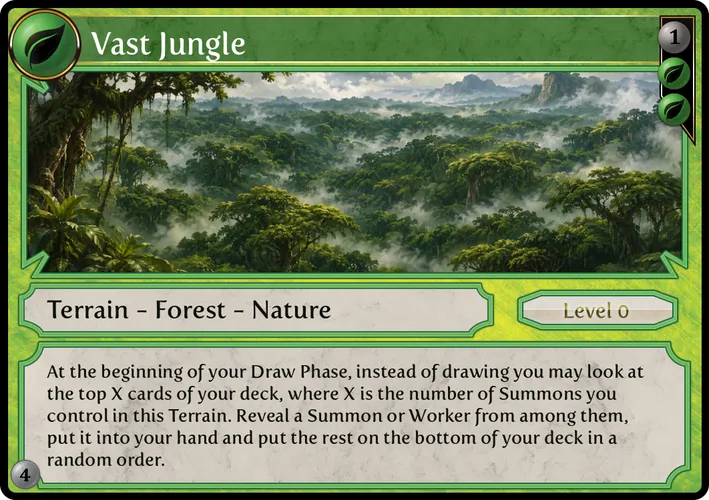 Vast Jungle
1
Terrain - Forest - Nature
Level 0
At the beginning of your Draw Phase, instead of drawing you may look at
the top X cards of your deck, where X is the number of Summons you
control in this Terrain. Reveal a Summon or Worker from among them,
put it into your hand and put the rest on the bottom of your deck in a
random order.
4